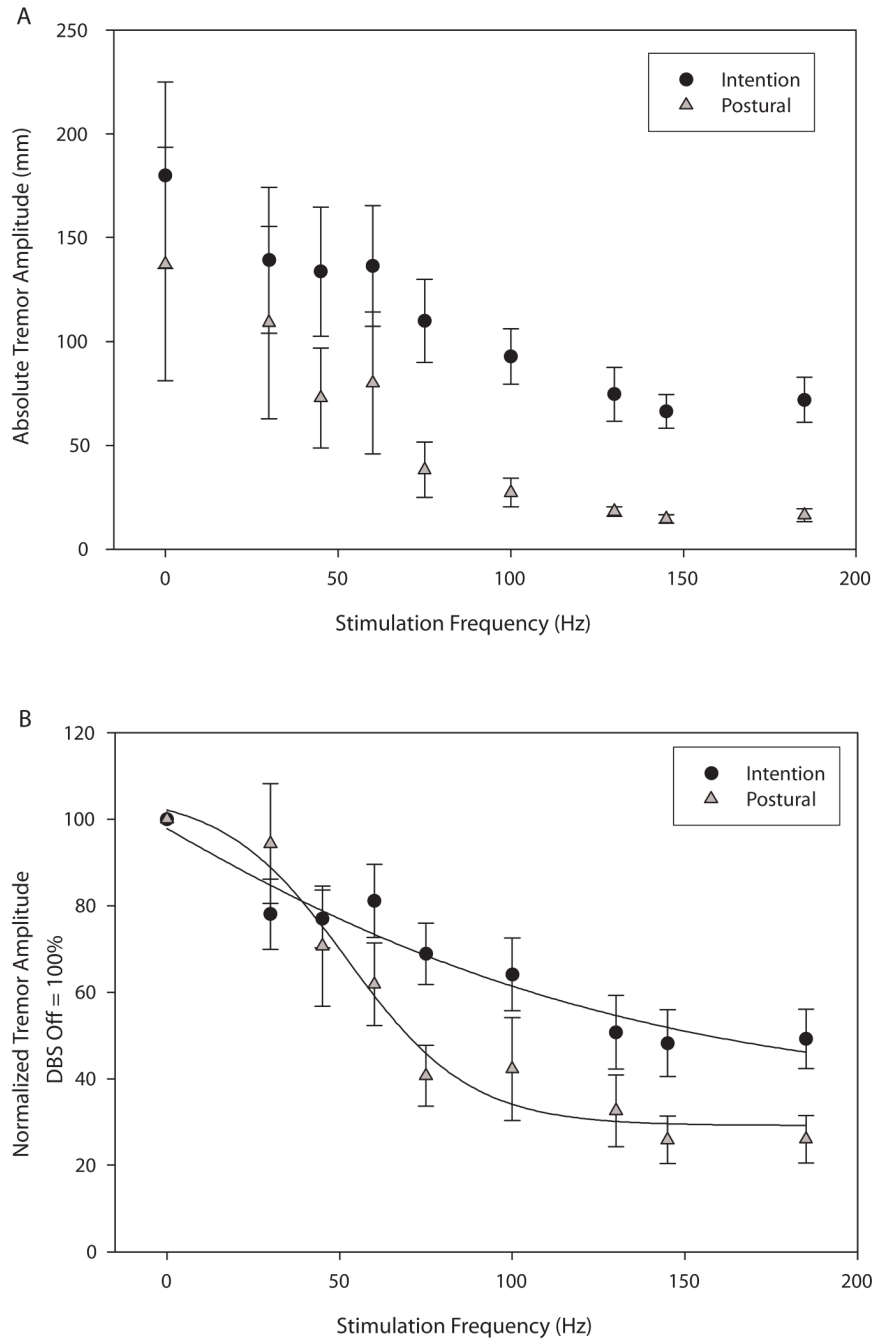 A
250
200
150
100
50
0
Absolute Tremor Amplitude (mm)
Intention
Postural
0 50 100 150 200
Stimulation Frequency (Hz)
B
120
100
80
60
40
20
0
Normalized Tremor Amplitude
DBS Off = 100%
Intention
Postural
0 50 100 150 200
Stimulation Frequency (Hz)